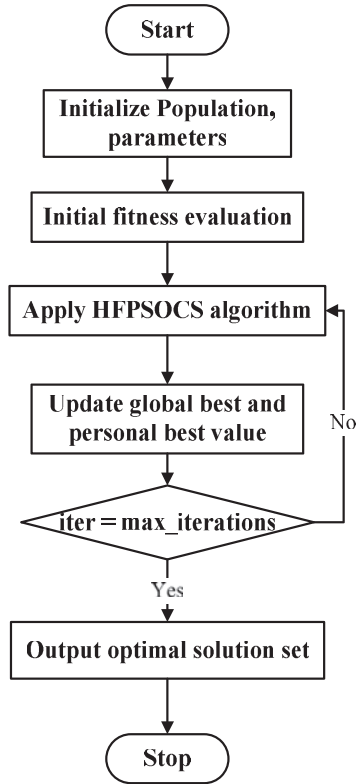 Start
Initialize Population,
parameters
Initial fitness evaluation
Apply HFPSOCS algorithm
Update global best and
personal best value
No
iter = max_iterations
Yes
Output optimal solution set
Stop